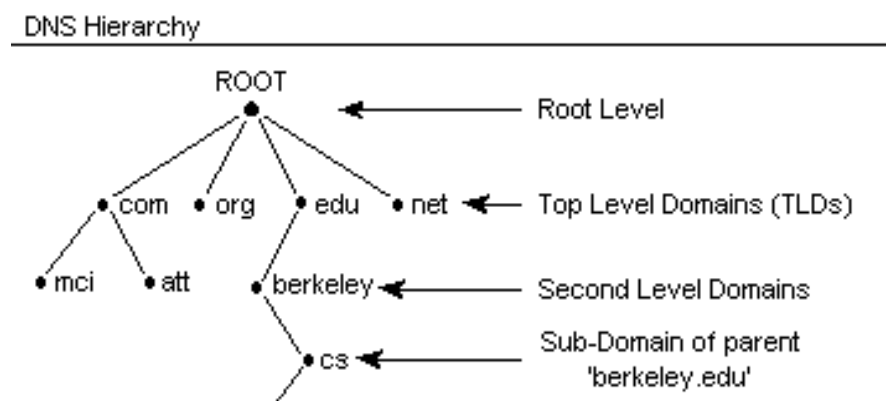 DNS Hierarchy
ROOT
Root Level
com org edu net Top Level Domains (TLDs)
mci att berkeley Second Level Domains
cs Sub-Domain of parent
'berkeley.edu'